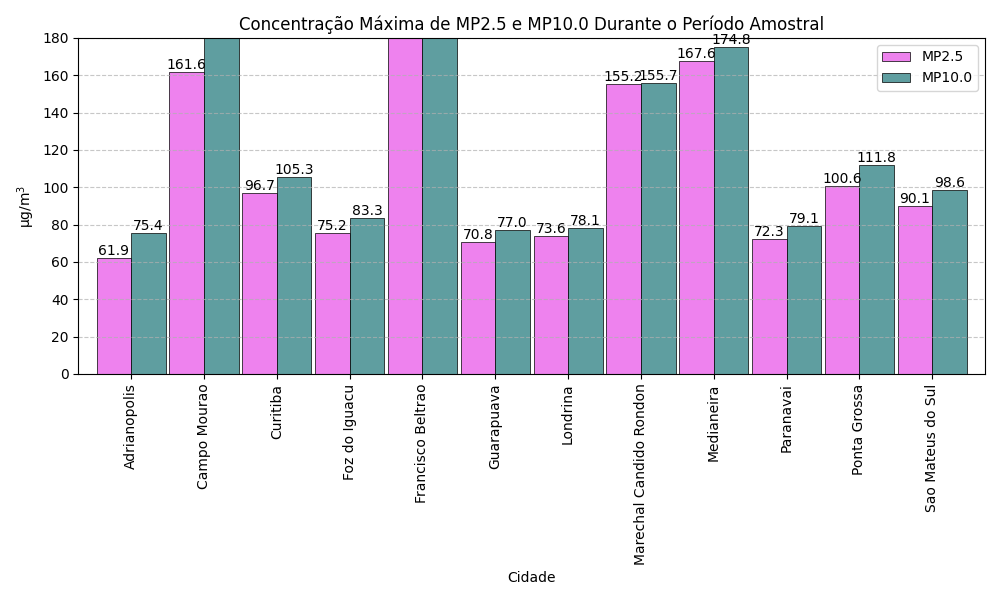 Concentração Máxima de MP2.5 e MP10.0 Durante o Período Amostral
MP2.5
MP10.0
µg/m³
180
160
140
120
100
80
60
40
20
0
61.9
75.4
161.6
96.7
105.3
75.2
83.3
70.8
77.0
73.6
78.1
155.2
155.7
167.6
174.8
72.3
79.1
100.6
111.8
90.1
98.6
Adrianopolis
Campo Mourao
Curitiba
Foz do Iguacu
Francisco Beltrao
Guarapuava
Londrina
Marechal Candido Rondon
Medianeira
Paranavai
Ponta Grossa
Sao Mateus do Sul
Cidade